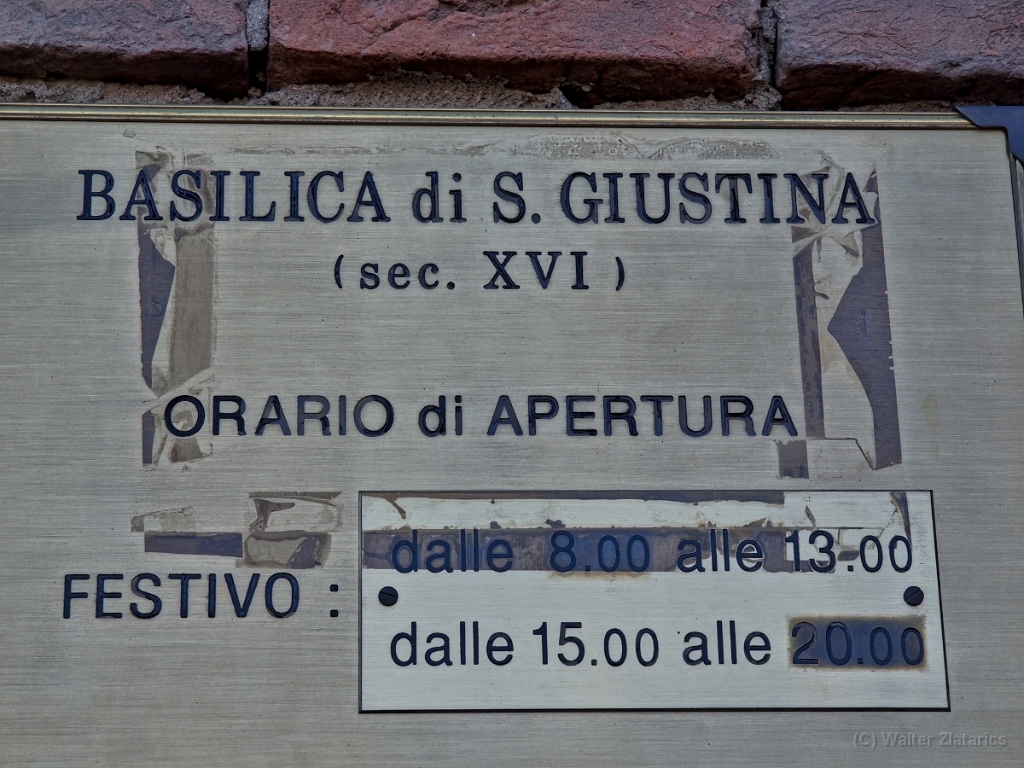 BASILICA di S. GIUSTINA
(sec. XVI)
ORARIO di APERTURA
FESTIVO :
dalle 8.00 alle 13.00
dalle 15.00 alle 20.00
(C) Walter Zlatarics